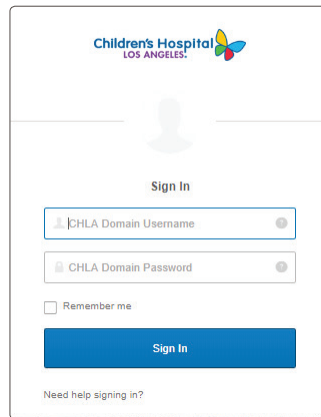 Children's Hospital
LOS ANGELES.
Sign In
CHLA Domain Username
CHLA Domain Password
Remember me
Sign In
Need help signing in?